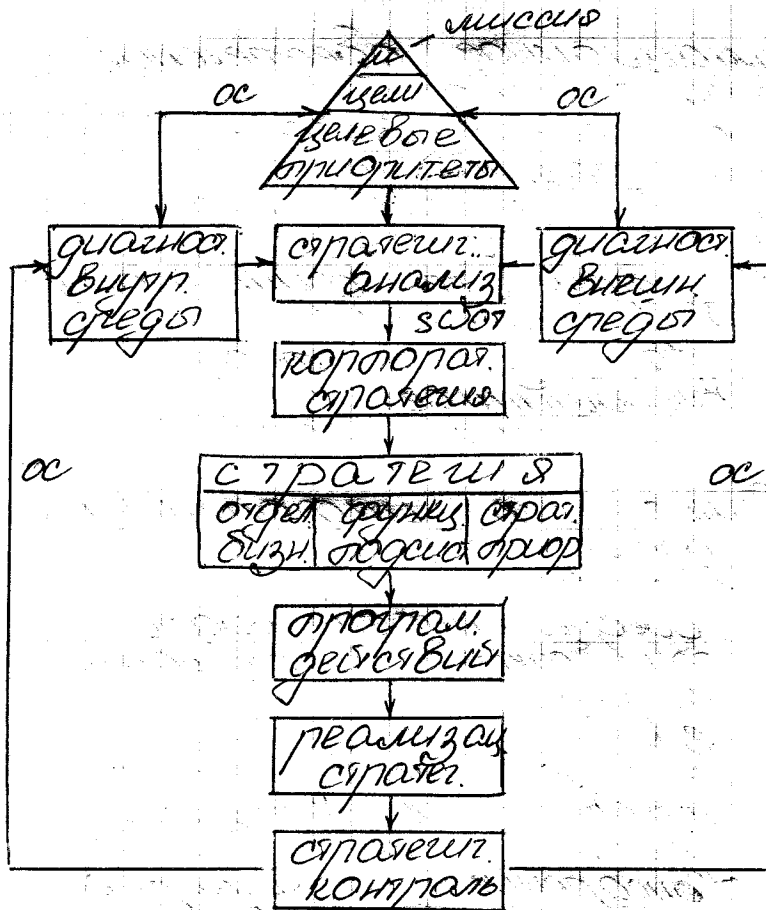 миссия
М
цели
целевые
приоритеты
ос
ос
диагност.
внутр.
среды
стратегич.
анализ
SWOT
диагност.
внешн.
среды
корпорат.
стратегия
ос
ос
стратегия
отдел. функц. страт.
бизн. подсис. приор.
програм.
действий
реализац
стратег.
стратегич.
контроль